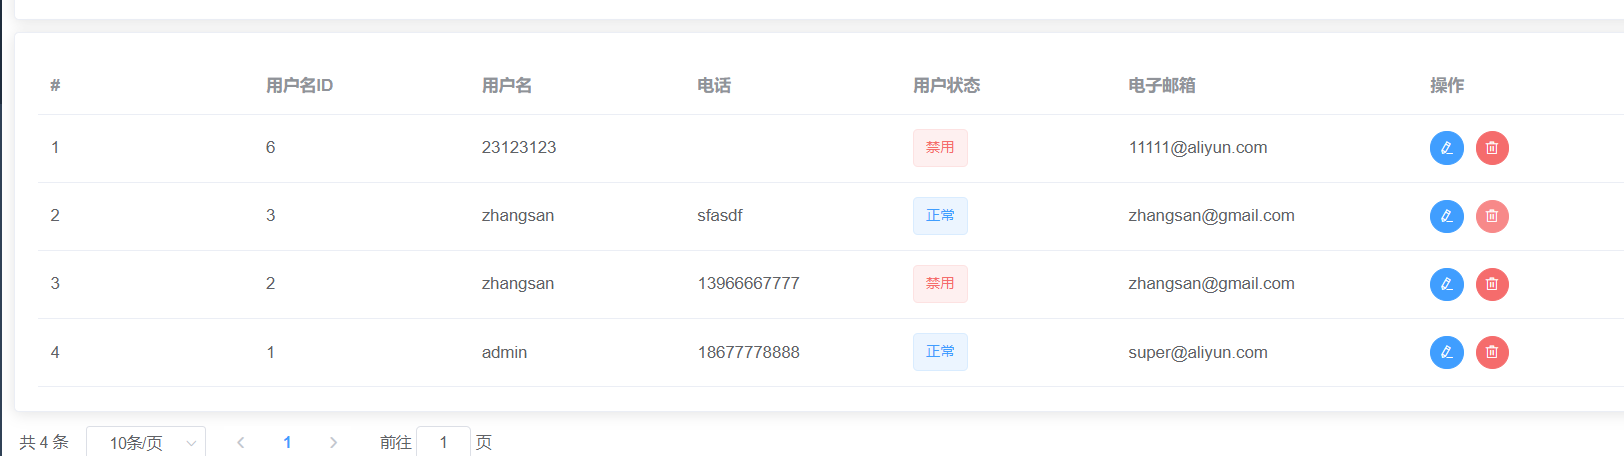 # 用户名ID 用户名 电话 用户状态 电子邮箱 操作
1 6 23123123 禁用 11111@aliyun.com
2 3 zhangsan sfasdf 正常 zhangsan@gmail.com
3 2 zhangsan 13966667777 禁用 zhangsan@gmail.com
4 1 admin 18677778888 正常 super@aliyun.com
共 4 条 10条/页 1 前往 1 页